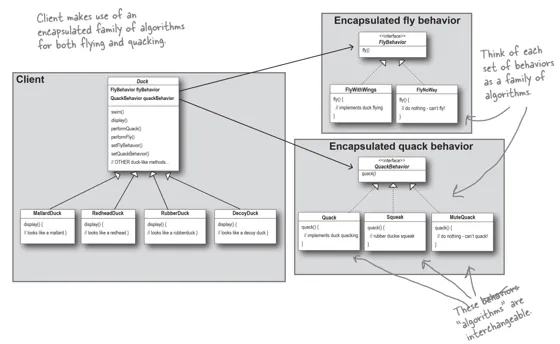 Client makes use of an
encapsulated family of algorithms
for both flying and quacking.
Encapsulated fly behavior
<<interface>>
FlyBehavior
fly()
FlyWithWings
fly() {
// implements duck flying
}
FlyNoWay
fly() {
// do nothing - can't fly!
}
Think of each
set of behaviors
as a family of
algorithms.
Client
Duck
FlyBehavior flyBehavior
QuackBehavior quackBehavior
swim()
display()
performQuack()
performFly()
setFlyBehavior()
setQuackBehavior()
// OTHER duck-like methods...
MallardDuck
display() {
// looks like a mallard }
RedheadDuck
display() {
// looks like a redhead }
RubberDuck
display() {
// looks like a rubberduck }
DecoyDuck
display() {
// looks like a decoy duck }
Encapsulated quack behavior
<<interface>>
QuackBehavior
quack()
Quack
quack() {
// implements duck quacking
}
Squeak
quack() {
// rubber duckie squeak
}
MuteQuack
quack() {
// do nothing - can't quack!
}
These behaviors
"algorithms" are
interchangeable.